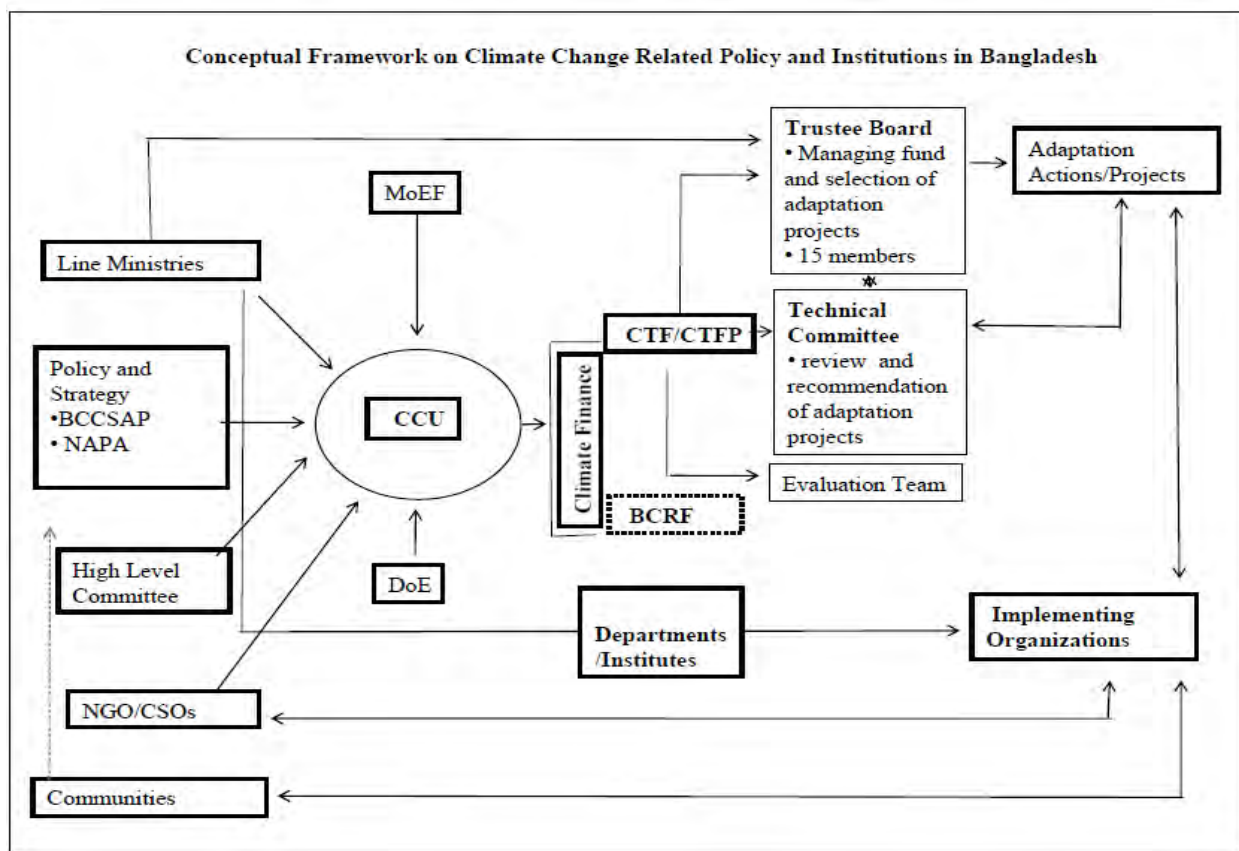 Conceptual Framework on Climate Change Related Policy and Institutions in Bangladesh
Trustee Board
• Managing fund
and selection of
adaptation
projects
• 15 members
Adaptation
Actions/Projects
MoEF
Line Ministries
Technical
Committee
• review and
recommendation
of adaptation
projects
CTF/CTFP
Policy and
Strategy
•BCCSAP
• NAPA
CCU
Climate Finance
Evaluation Team
BCRF
High Level
Committee
DoE
Departments
/Institutes
Implementing
Organizations
NGO/CSOs
Communities